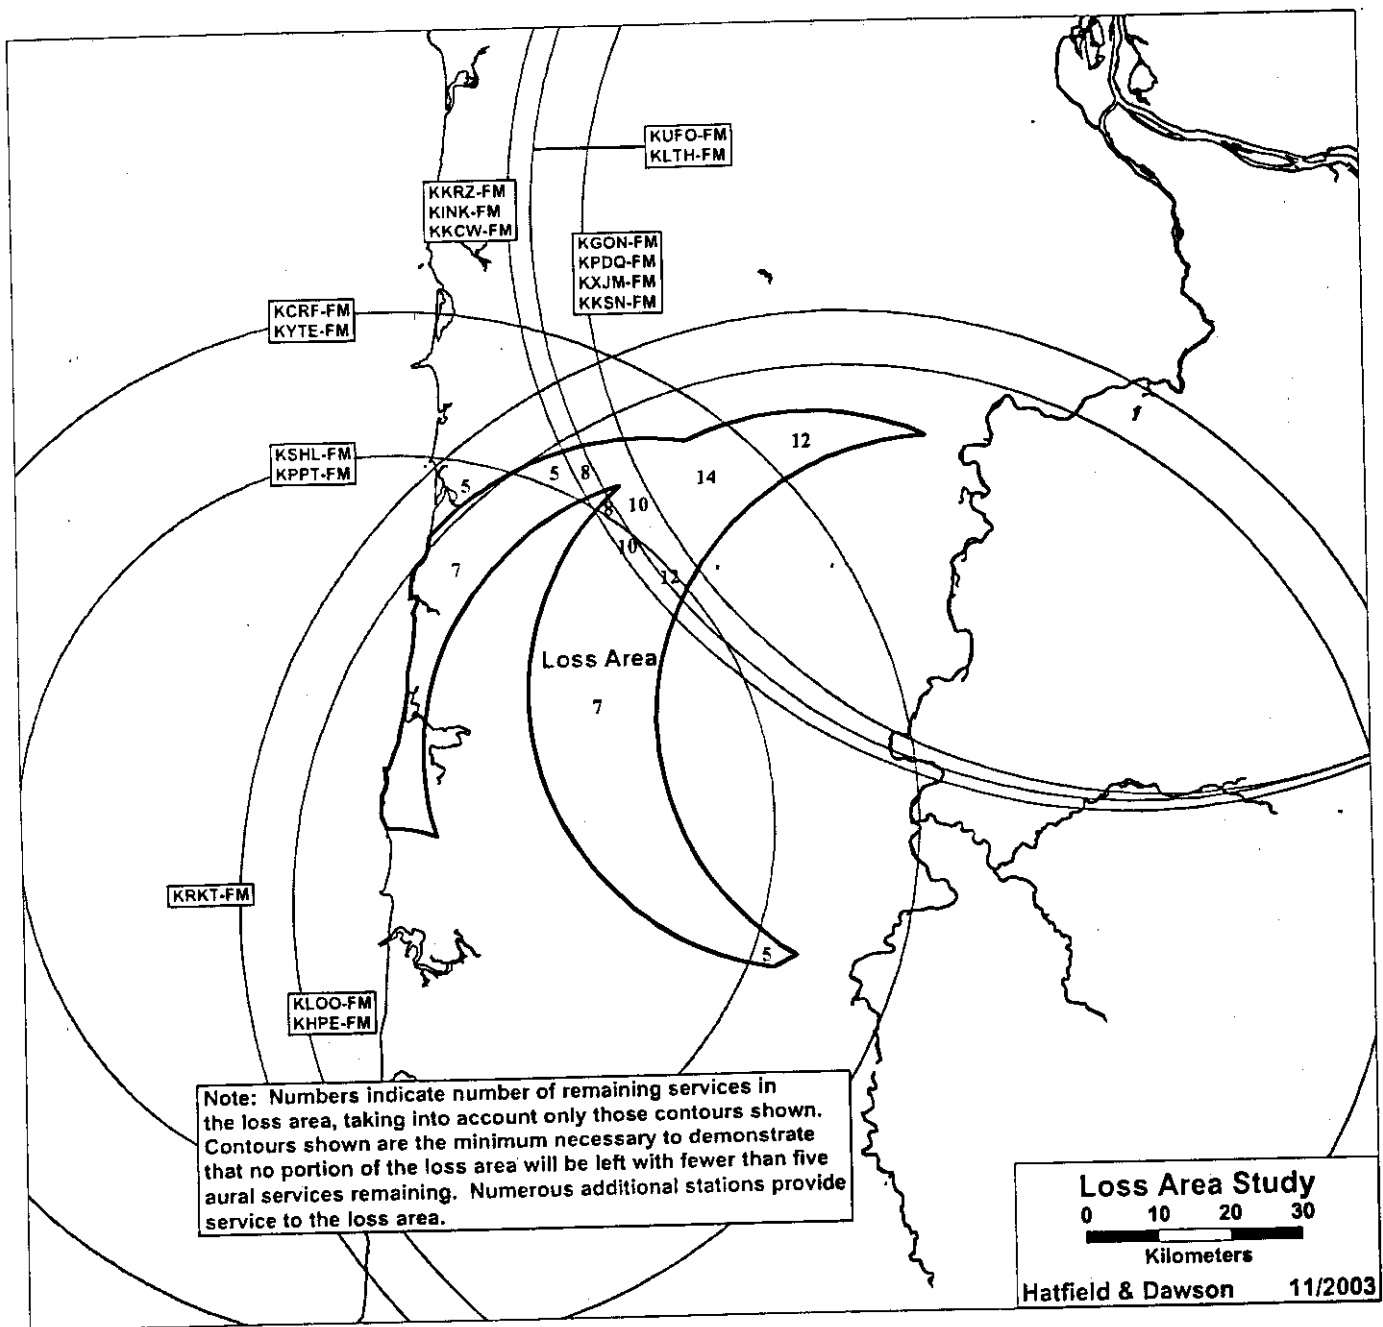 KUFO-FM
KLTH-FM
KKRZ-FM
KINK-FM
KKCW-FM
KGON-FM
KPDQ-FM
KXJM-FM
KKSN-FM
KCRF-FM
KYTE-FM
1
12
KSHL-FM
KPPT-FM
5
5
8
14
10
8
10
7
12
Loss Area
7
KRKT-FM
5
KLOO-FM
KHPE-FM
Note: Numbers indicate number of remaining services in
the loss area, taking into account only those contours shown.
Contours shown are the minimum necessary to demonstrate
that no portion of the loss area will be left with fewer than five
aural services remaining. Numerous additional stations provide
service to the loss area.
Loss Area Study
0 10 20 30
Kilometers
Hatfield & Dawson 11/2003